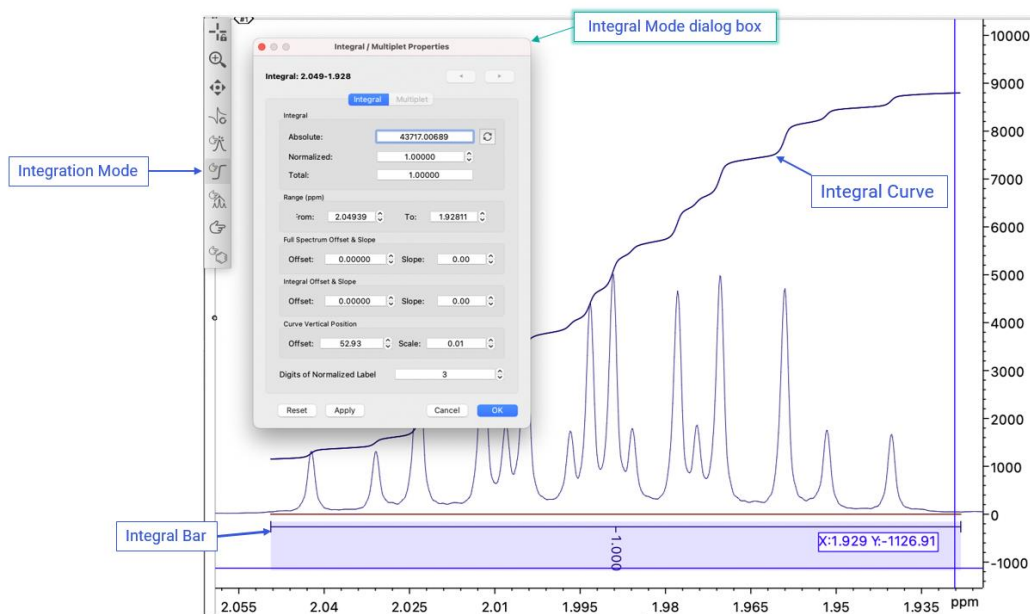 Integral Mode dialog box
Integral / Multiplet Properties
Integral: 2.049-1.928
Integral Multiplet
Integral
Absolute: 43717.00689
Normalized: 1.00000
Total: 1.00000
Range (ppm)
From: 2.04939 To: 1.92811
Full Spectrum Offset & Slope
Offset: 0.00000 Slope: 0.00
Integral Offset & Slope
Offset: 0.00000 Slope: 0.00
Curve Vertical Position
Offset: 52.93 Scale: 0.01
Digits of Normalized Label 3
Reset Apply Cancel OK
Integration Mode
Integral Curve
Integral Bar
1.000
X:1.929 Y:-1126.91
10000
9000
8000
7000
6000
5000
4000
3000
2000
1000
0
-1000
2.055 2.04 2.025 2.01 1.995 1.98 1.965 1.95 1.935 ppm